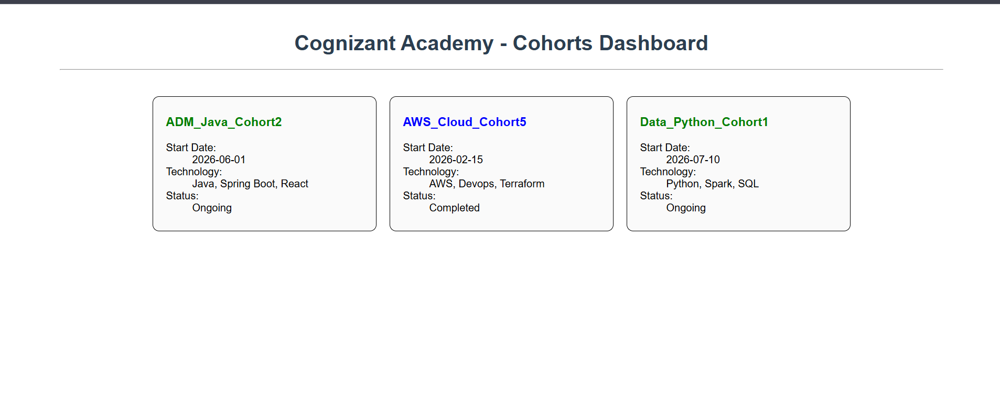 Cognizant Academy - Cohorts Dashboard
ADM_Java_Cohort2
Start Date:
2026-06-01
Technology:
Java, Spring Boot, React
Status:
Ongoing
AWS_Cloud_Cohort5
Start Date:
2026-02-15
Technology:
AWS, Devops, Terraform
Status:
Completed
Data_Python_Cohort1
Start Date:
2026-07-10
Technology:
Python, Spark, SQL
Status:
Ongoing